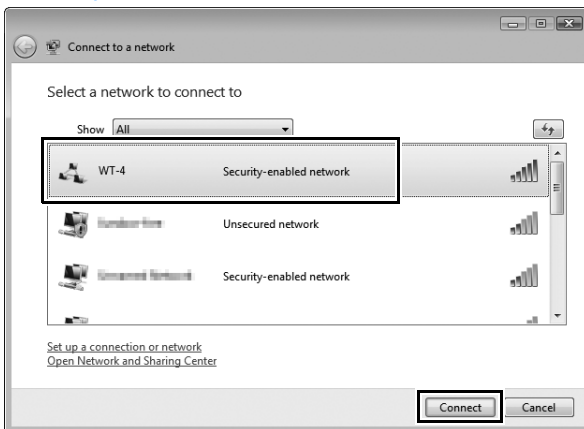 Connect to a network
Select a network to connect to
Show All
WT-4 Security-enabled network
Unsecured network
Security-enabled network
Set up a connection or network
Open Network and Sharing Center
Connect Cancel